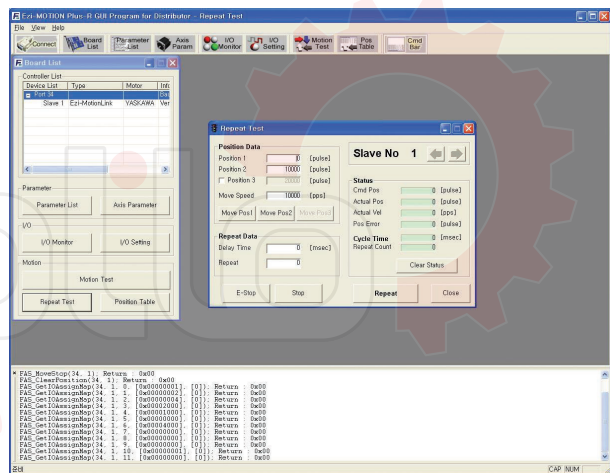 Ezi-MOTION Plus-R GUI Program for Distributor - Repeat Test
File View Help
Connect Board List Parameter List Axis Param I/O Monitor I/O Setting Motion Test Pos Table Cmd Bar
Board List
Controller List
Device List Type Motor Info
Port 34 Bau
Slave 1 Ezi-MotionLink YASKAWA Ver
Parameter
Parameter List Axis Parameter
I/O
I/O Monitor I/O Setting
Motion
Motion Test
Repeat Test Position Table
Repeat Test
Position Data
Position 1 0 [pulse]
Position 2 10000 [pulse]
Position 3 20000 [pulse]
Move Speed 10000 [pps]
Move Pos1 Move Pos2 Move Pos3
Repeat Data
Delay Time 0 [msec]
Repeat 0
E-Stop Stop
Slave No 1
Status
Cmd Pos 0 [pulse]
Actual Pos 0 [pulse]
Actual Vel 0 [pps]
Pos Error 0 [pulse]
Cycle Time 0 [msec]
Repeat Count 0
Clear Status
Repeat Close
FAS_MoveStop(34, 1); Return : 0x00
FAS_ClearPosition(34, 1); Return : 0x00
FAS_GetIOAssignMap(34, 1, 0, [0x00000001], [0]); Return : 0x00
FAS_GetIOAssignMap(34, 1, 1, [0x00000002], [0]); Return : 0x00
FAS_GetIOAssignMap(34, 1, 2, [0x00000004], [0]); Return : 0x00
FAS_GetIOAssignMap(34, 1, 3, [0x00002000], [0]); Return : 0x00
FAS_GetIOAssignMap(34, 1, 4, [0x00001000], [0]); Return : 0x00
FAS_GetIOAssignMap(34, 1, 5, [0x00000000], [0]); Return : 0x00
FAS_GetIOAssignMap(34, 1, 6, [0x00004000], [0]); Return : 0x00
FAS_GetIOAssignMap(34, 1, 7, [0x00000000], [0]); Return : 0x00
FAS_GetIOAssignMap(34, 1, 8, [0x00000000], [0]); Return : 0x00
FAS_GetIOAssignMap(34, 1, 9, [0x00000000], [0]); Return : 0x00
FAS_GetIOAssignMap(34, 1, 10, [0x00000001], [0]); Return : 0x00
FAS_GetIOAssignMap(34, 1, 11, [0x00000000], [0]); Return : 0x00
준비 CAP NUM